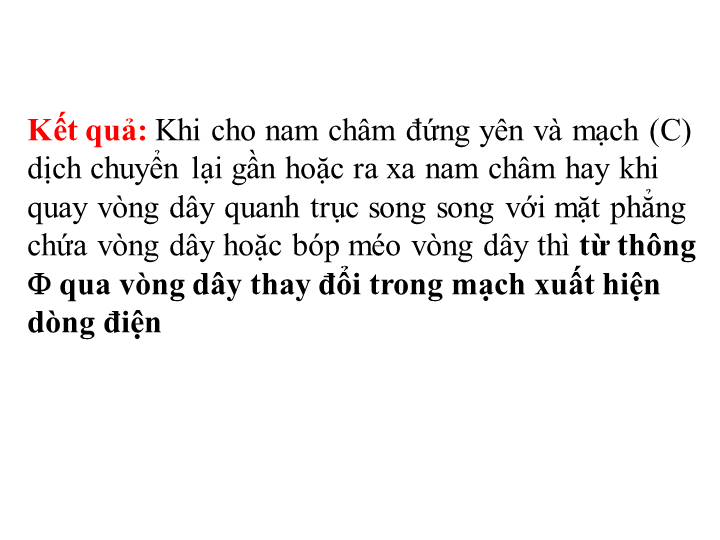 Kết quả: Khi cho nam châm đứng yên và mạch (C)
dịch chuyển lại gần hoặc ra xa nam châm hay khi
quay vòng dây quanh trục song song với mặt phẳng
chứa vòng dây hoặc bóp méo vòng dây thì từ thông
Φ qua vòng dây thay đổi trong mạch xuất hiện
dòng điện